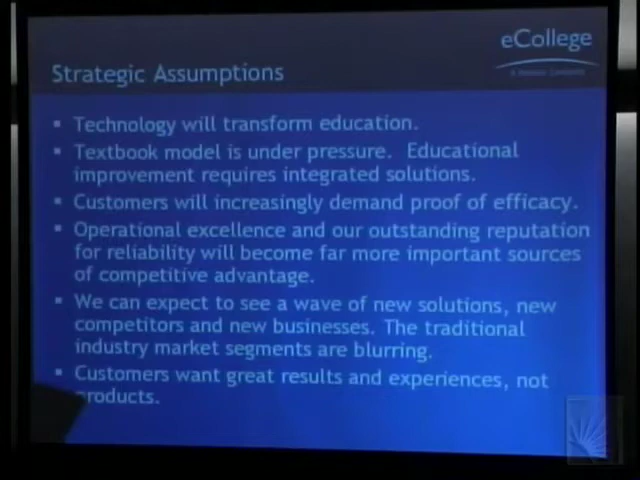 eCollege
Strategic Assumptions
▪ Technology will transform education.
▪ Textbook model is under pressure. Educational
improvement requires integrated solutions.
▪ Customers will increasingly demand proof of efficacy.
▪ Operational excellence and our outstanding reputation
for reliability will become far more important sources
of competitive advantage.
▪ We can expect to see a wave of new solutions, new
competitors and new businesses. The traditional
industry market segments are blurring.
▪ Customers want great results and experiences, not
products.